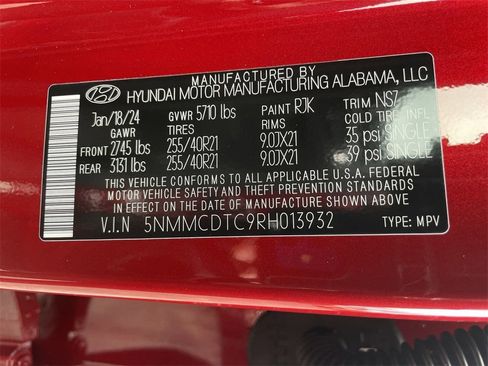 MANUFACTURED BY
HYUNDAI MOTOR MANUFACTURING ALABAMA, LLC
Jan/18/24 GVWR 5710 lbs PAINT RJK TRIM NS7
GAWR TIRES RIMS COLD TIRE INFL
FRONT 2745 lbs 255/40R21 9.0JX21 35 psi SINGLE
REAR 3131 lbs 255/40R21 9.0JX21 39 psi SINGLE
THIS VEHICLE CONFORMS TO ALL APPLICABLE U.S.A. FEDERAL
MOTOR VEHICLE SAFETY AND THEFT PREVENTION STANDARDS
IN EFFECT ON THE DATE OF MANUFACTURE SHOWN ABOVE.
V.I.N 5NMMCDTC9RH013932 TYPE: MPV